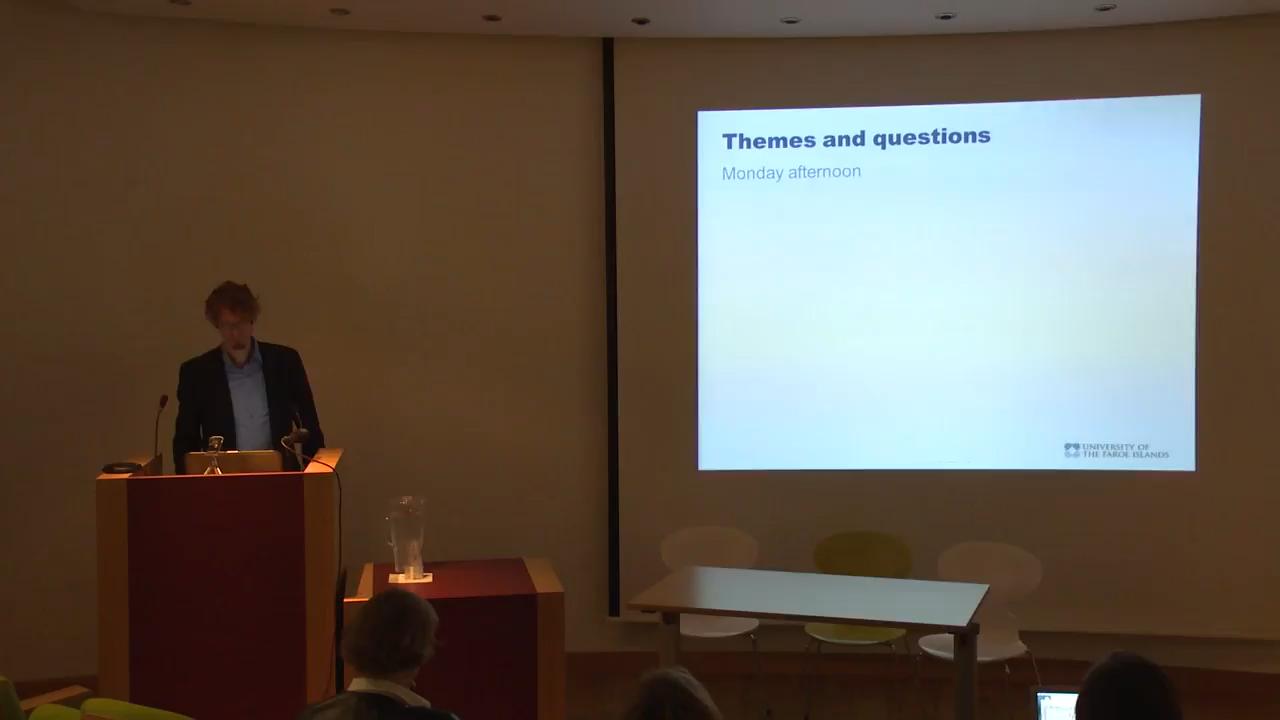 Themes and questions
Monday afternoon
UNIVERSITY OF
THE FAROE ISLANDS